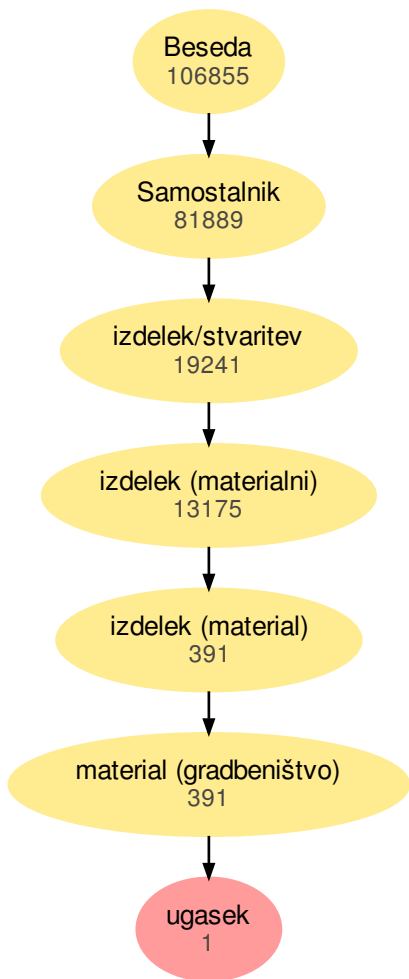 Beseda
106855
Samostalnik
81889
izdelek/stvaritev
19241
izdelek (materialni)
13175
izdelek (material)
391
material (gradbeništvo)
391
ugasek
1